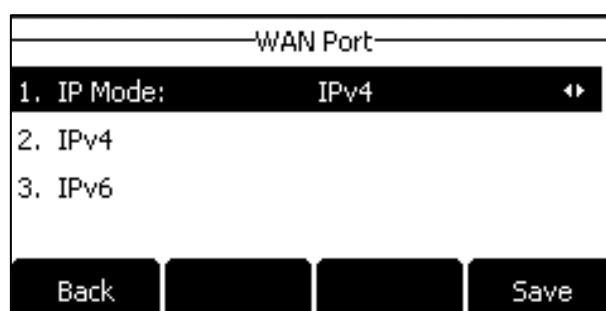 WAN Port
1. IP Mode: IPv4
2. IPv4
3. IPv6
Back Save